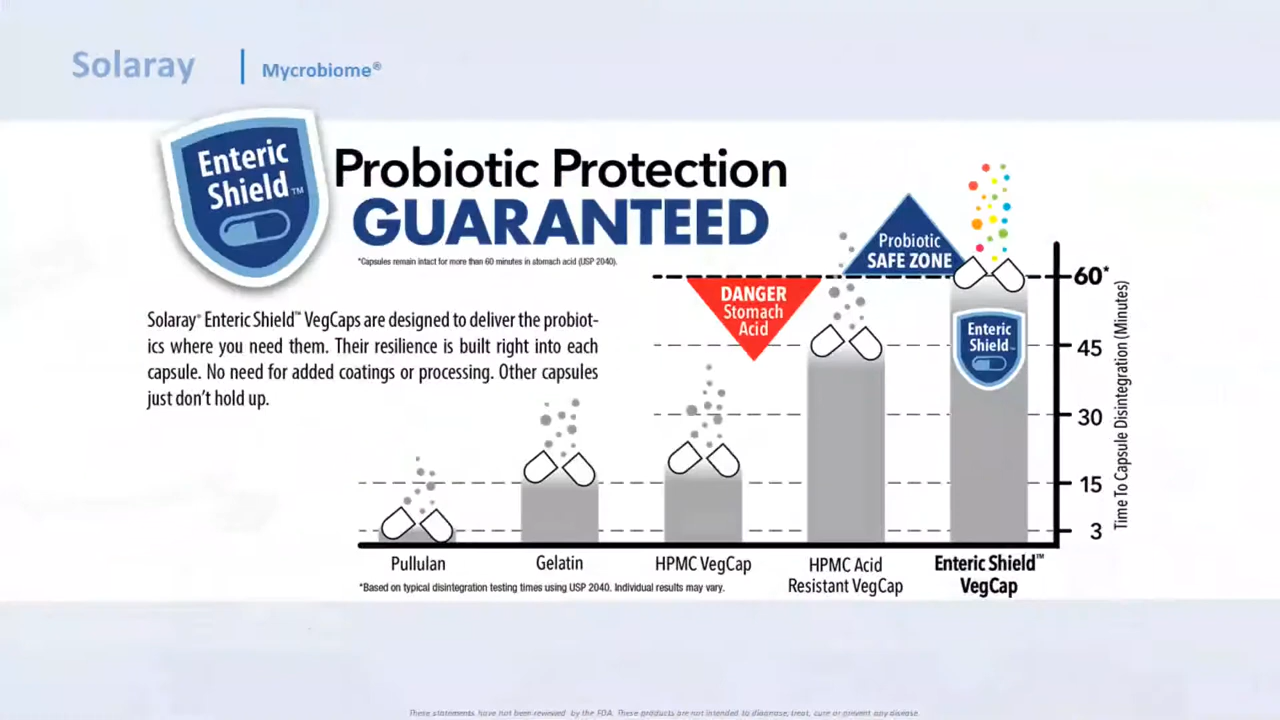 Solaray
Mycrobiome®
Enteric
Shield™
Probiotic Protection
GUARANTEED
*Capsules remain intact for more than 60 minutes in stomach acid (USP 2040).
Solaray® Enteric Shield™ VegCaps are designed to deliver the probiot-
ics where you need them. Their resilience is built right into each
capsule. No need for added coatings or processing. Other capsules
just don't hold up.
DANGER
Stomach
Acid
Probiotic
SAFE ZONE
Enteric
Shield™
60*
45
30
15
3
Time To Capsule Disintegration (Minutes)
Pullulan
Gelatin
HPMC VegCap
HPMC Acid
Resistant VegCap
Enteric Shield™
VegCap
*Based on typical disintegration testing times using USP 2040. Individual results may vary.
These statements have not been reviewed by the FDA. These products are not intended to diagnose, treat, cure or prevent any disease.